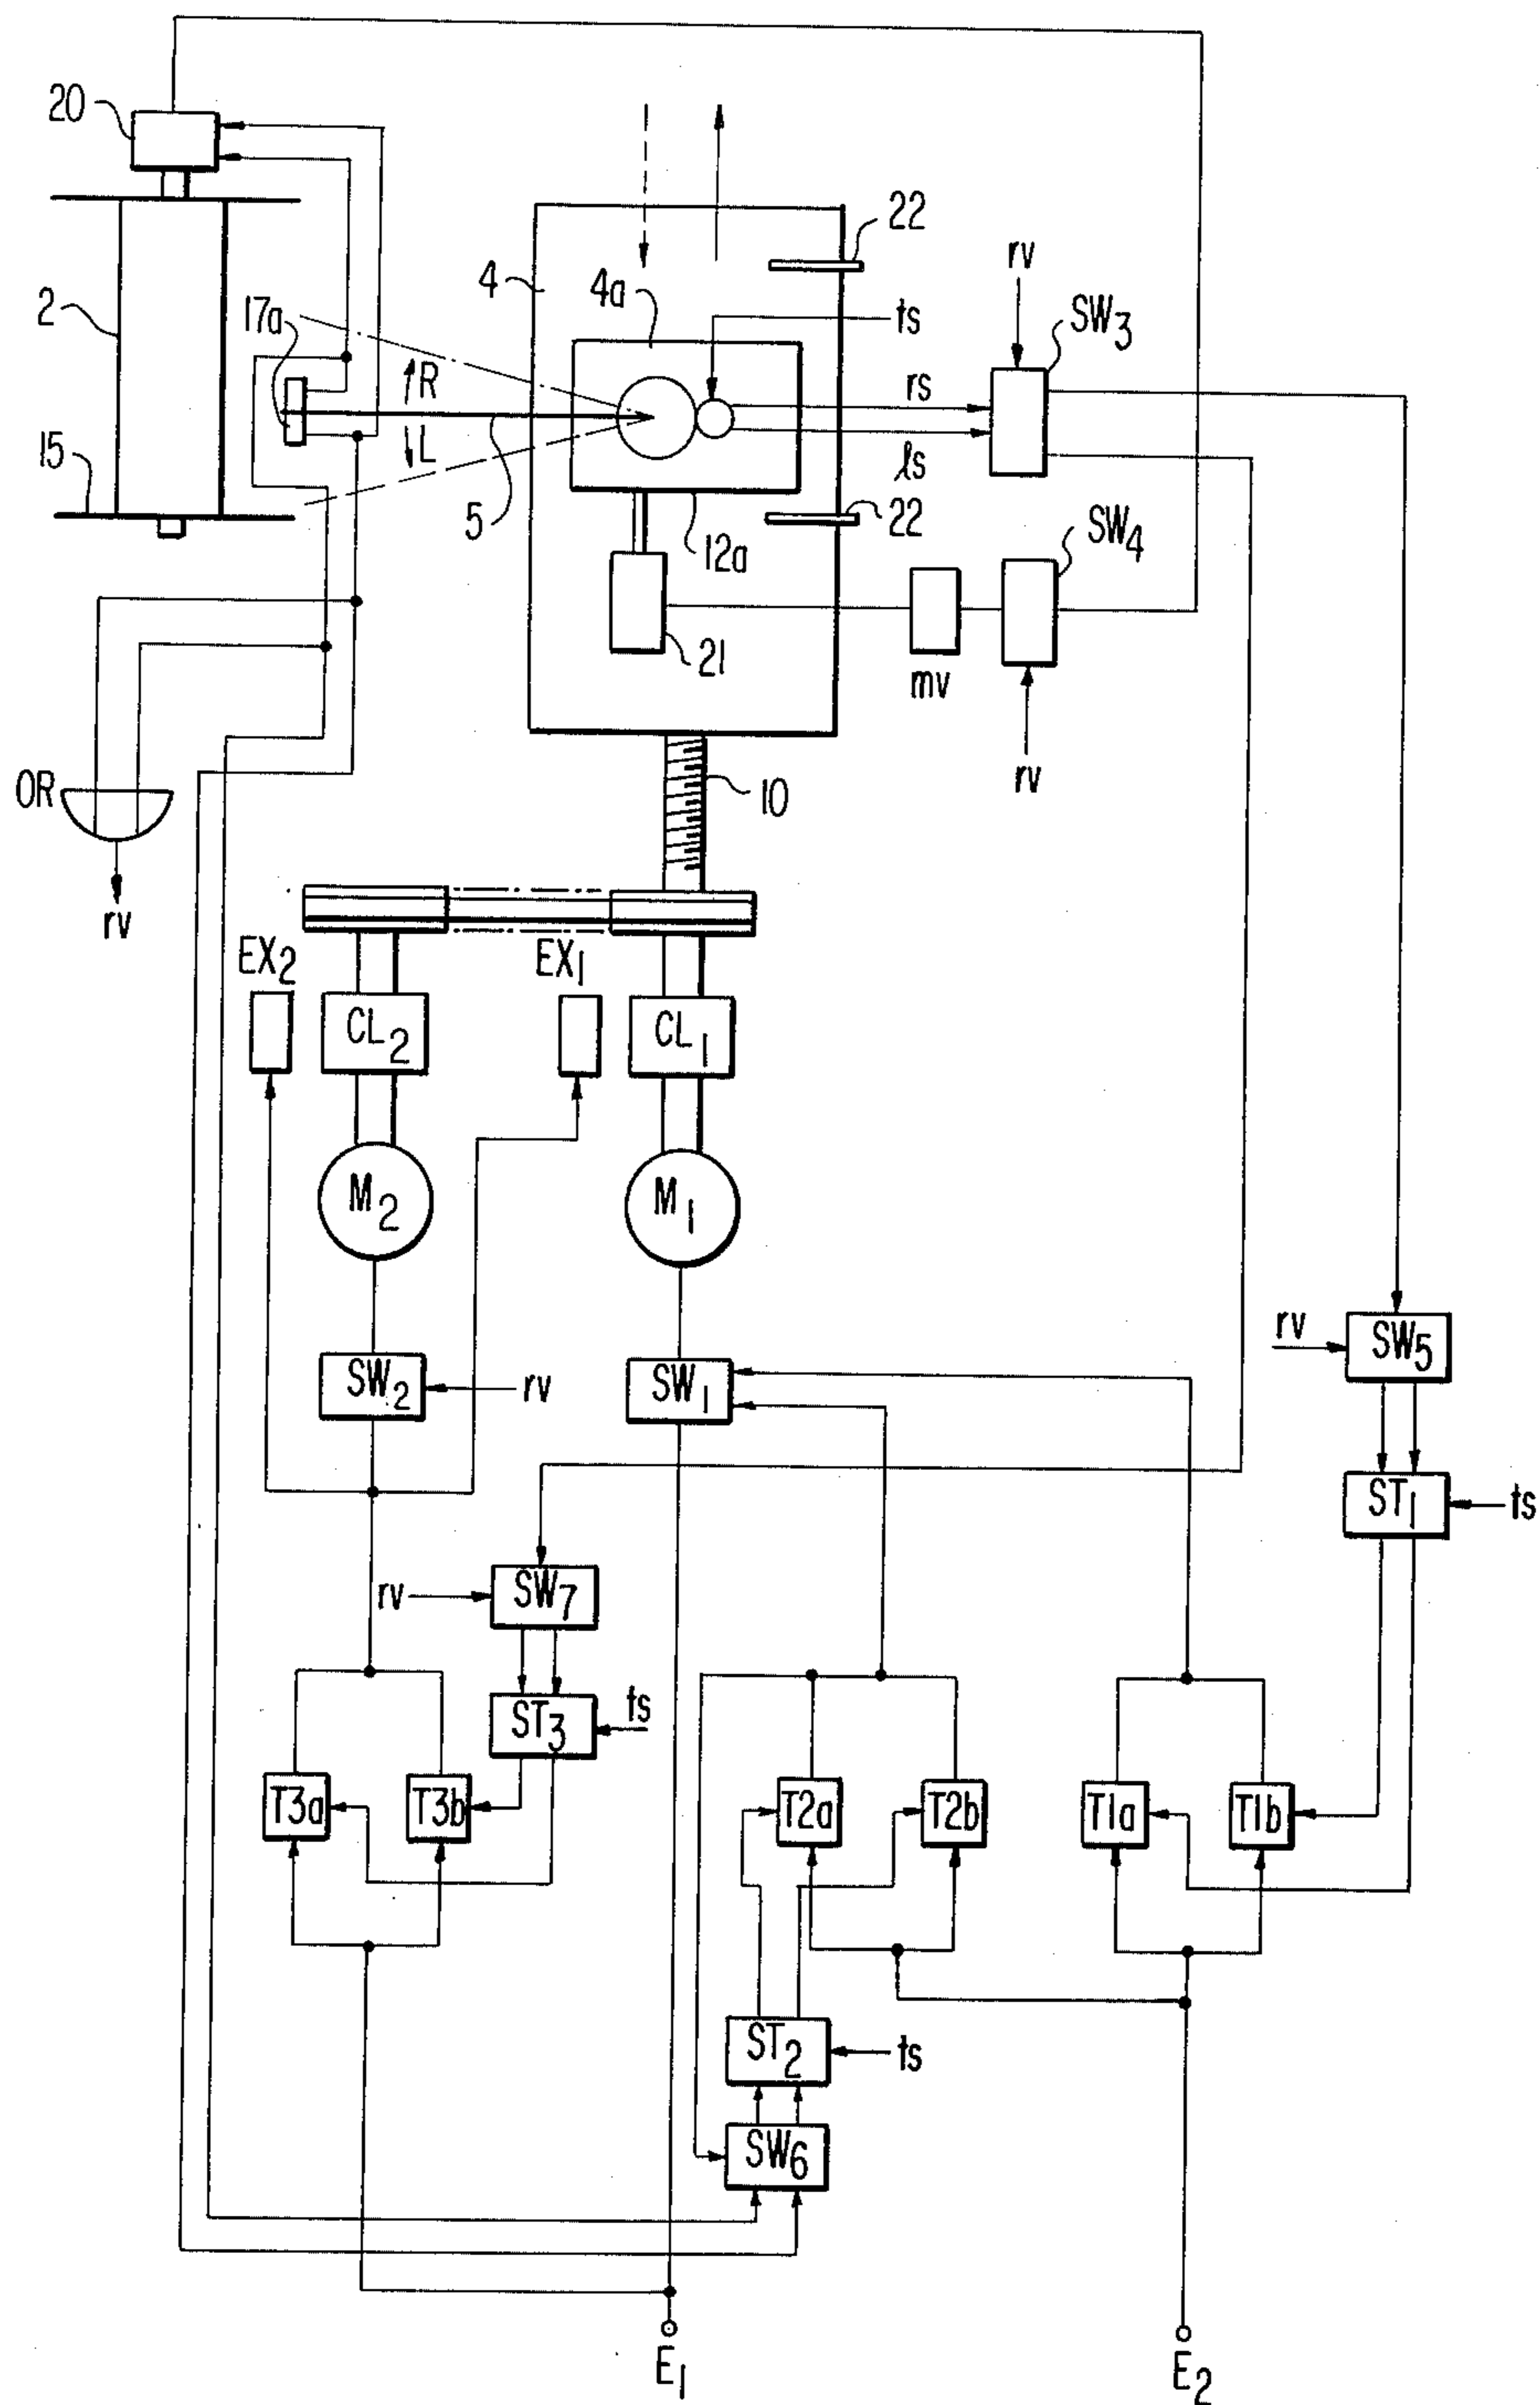 20
22
rv
4
4a
ts
SW3
2
17a
R
rs
L
ls
15
5
12a
22
SW4
21
mv
OR
10
rv
rv
EX2
EX1
CL2
CL1
M2
M1
rv
SW5
SW2
rv
SW1
ST1
ts
rv
SW7
ST3
ts
T3a
T3b
T2a
T2b
T1a
T1b
ST2
ts
SW6
E1
E2